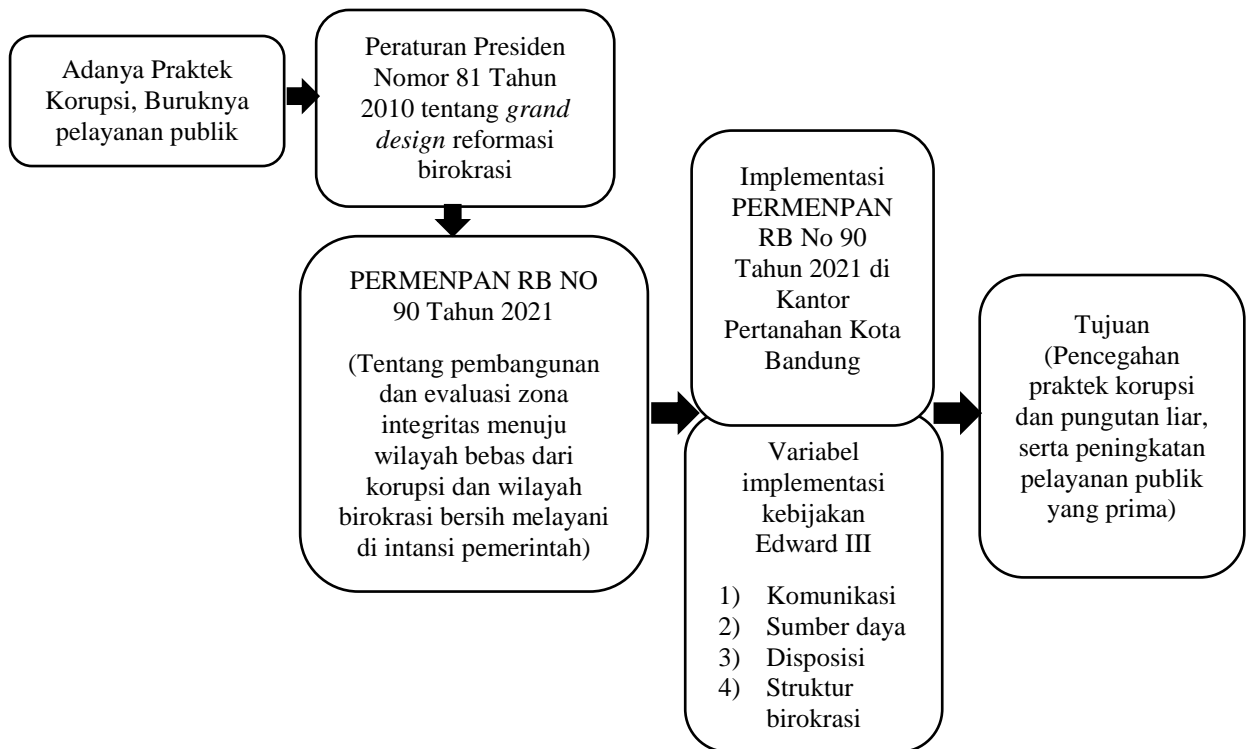 Adanya Praktek
Korupsi, Buruknya
pelayanan publik
Peraturan Presiden
Nomor 81 Tahun
2010 tentang grand
design reformasi
birokrasi
PERMENPAN RB NO
90 Tahun 2021
(Tentang pembangunan
dan evaluasi zona
integritas menuju
wilayah bebas dari
korupsi dan wilayah
birokrasi bersih melayani
di intansi pemerintah)
Implementasi
PERMENPAN
RB No 90
Tahun 2021 di
Kantor
Pertanahan Kota
Bandung
Variabel
implementasi
kebijakan
Edward III
1) Komunikasi
2) Sumber daya
3) Disposisi
4) Struktur
birokrasi
Tujuan
(Pencegahan
praktek korupsi
dan pungutan liar,
serta peningkatan
pelayanan publik
yang prima)